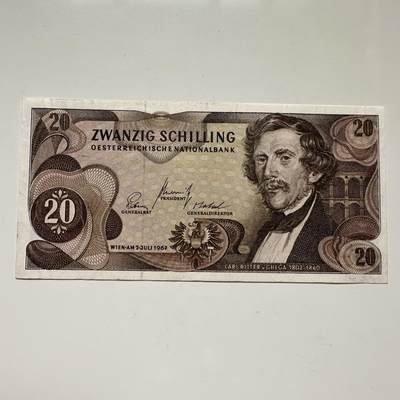 20
ZWANZIG SCHILLING
OESTERREICHISCHE NATIONALBANK
20
PRÄSIDENT
GENERALRAT
GENERALDIREKTOR
WIEN·AM 2·JULI 1967
CARL RITTER v·GHEGA 1802-1860
20